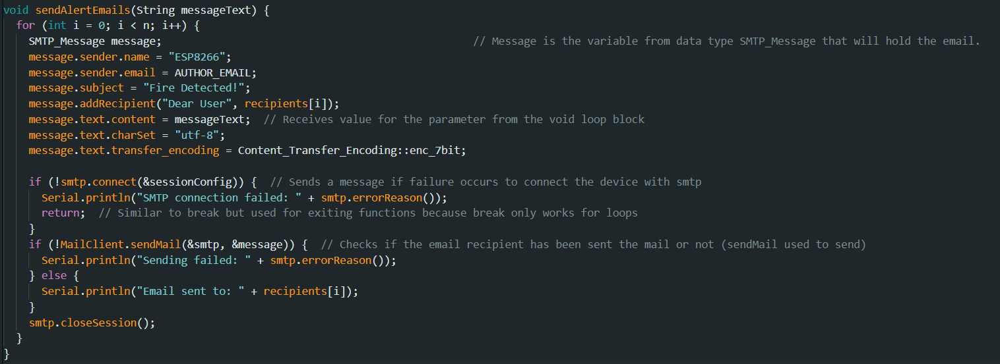 void sendAlertEmails(String messageText) {
  for (int i = 0; i < n; i++) {
    SMTP_Message message;                                                  // Message is the variable from data type SMTP_Message that will hold the email.
    message.sender.name = "ESP8266";
    message.sender.email = AUTHOR_EMAIL;
    message.subject = "Fire Detected!";
    message.addRecipient("Dear User", recipients[i]);
    message.text.content = messageText;  // Receives value for the parameter from the void loop block
    message.text.charSet = "utf-8";
    message.text.transfer_encoding = Content_Transfer_Encoding::enc_7bit;

    if (!smtp.connect(&sessionConfig)) {  // Sends a message if failure occurs to connect the device with smtp
      Serial.println("SMTP connection failed: " + smtp.errorReason());
      return;  // Similar to break but used for exiting functions because break only works for loops
    }
    if (!MailClient.sendMail(&smtp, &message)) {  // Checks if the email recipient has been sent the mail or not (sendMail used to send)
      Serial.println("Sending failed: " + smtp.errorReason());
    } else {
      Serial.println("Email sent to: " + recipients[i]);
    }
    smtp.closeSession();
  }
}